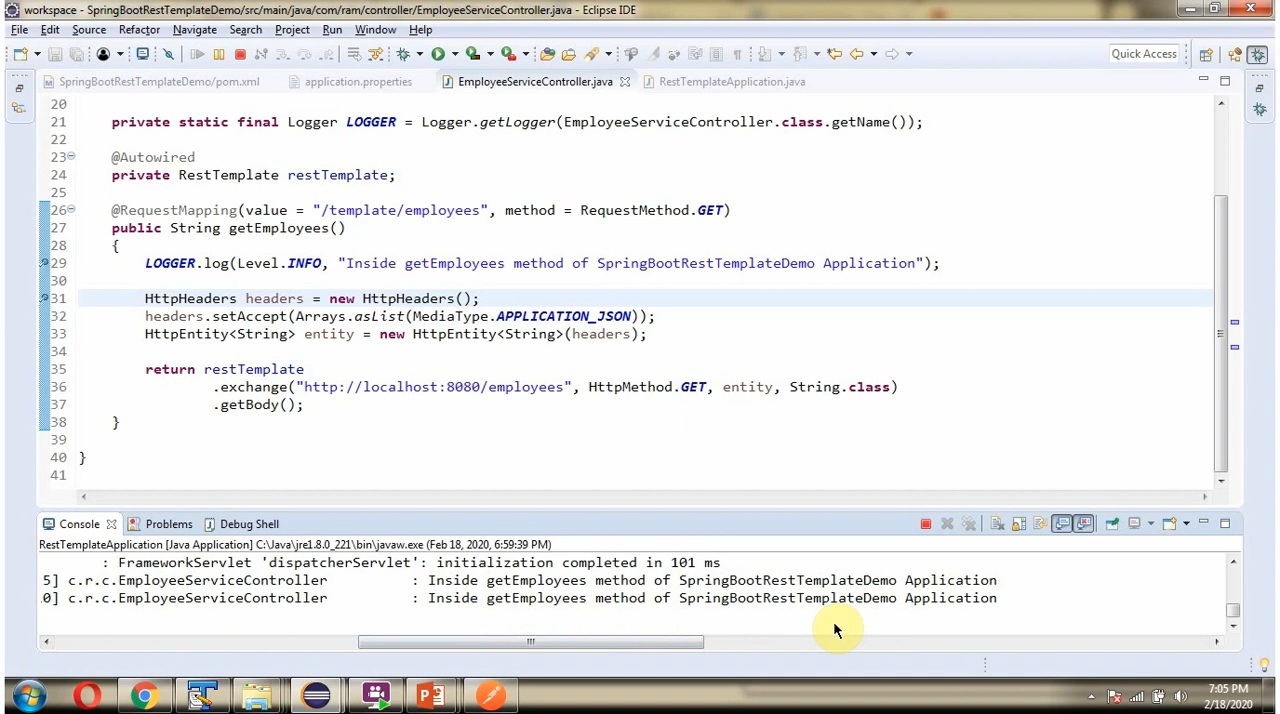 workspace - SpringBootRestTemplateDemo/src/main/java/com/ram/controller/EmployeeServiceController.java - Eclipse IDE
File Edit Source Refactor Navigate Search Project Run Window Help
Quick Access
SpringBootRestTemplateDemo/pom.xml application.properties EmployeeServiceController.java RestTemplateApplication.java
20
21 private static final Logger LOGGER = Logger.getLogger(EmployeeServiceController.class.getName());
22
23 @Autowired
24 private RestTemplate restTemplate;
25
26 @RequestMapping(value = "/template/employees", method = RequestMethod.GET)
27 public String getEmployees()
28 {
29 LOGGER.log(Level.INFO, "Inside getEmployees method of SpringBootRestTemplateDemo Application");
30
31 HttpHeaders headers = new HttpHeaders();
32 headers.setAccept(Arrays.asList(MediaType.APPLICATION_JSON));
33 HttpEntity<String> entity = new HttpEntity<String>(headers);
34
35 return restTemplate
36 .exchange("http://localhost:8080/employees", HttpMethod.GET, entity, String.class)
37 .getBody();
38 }
39
40 }
41
Console Problems Debug Shell
RestTemplateApplication [Java Application] C:\Java\jre1.8.0_221\bin\javaw.exe (Feb 18, 2020, 6:59:39 PM)
: FrameworkServlet 'dispatcherServlet': initialization completed in 101 ms
5] c.r.c.EmployeeServiceController : Inside getEmployees method of SpringBootRestTemplateDemo Application
.0] c.r.c.EmployeeServiceController : Inside getEmployees method of SpringBootRestTemplateDemo Application
7:05 PM
2/18/2020